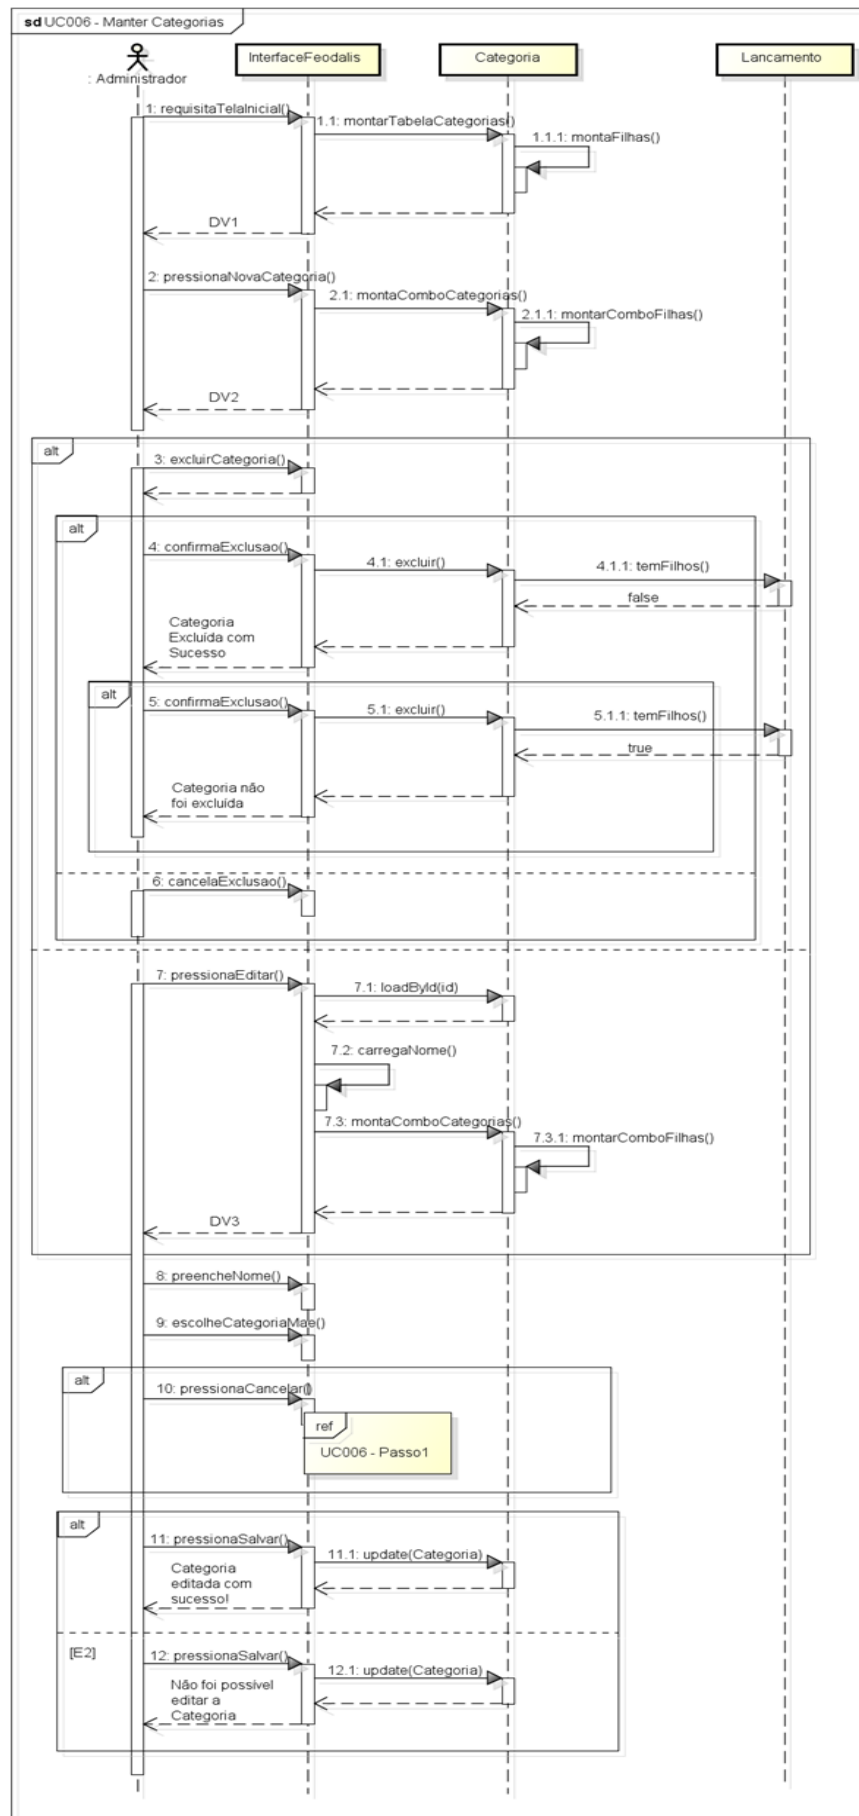 sd UC006 - Manter Categorias
: Administrador
InterfaceFeodalis
Categoria
Lancamento
1: requisitaTelaInicial()
1.1: montarTabelaCategorias()
1.1.1: montaFilhas()
DV1
2: pressionaNovaCategoria()
2.1: montaComboCategorias()
2.1.1: montarComboFilhas()
DV2
alt
3: excluirCategoria()
alt
4: confirmaExclusao()
4.1: excluir()
4.1.1: temFilhos()
false
Categoria
Excluída com
Sucesso
alt
5: confirmaExclusao()
5.1: excluir()
5.1.1: temFilhos()
true
Categoria não
foi excluída
6: cancelaExclusao()
7: pressionaEditar()
7.1: loadById(id)
7.2: carregaNome()
7.3: montaComboCategorias()
7.3.1: montarComboFilhas()
DV3
8: preencheNome()
9: escolheCategoriaMae()
alt
10: pressionaCancelar()
ref
UC006 - Passo1
alt
11: pressionaSalvar()
11.1: update(Categoria)
Categoria
editada com
sucesso!
[E2]
12: pressionaSalvar()
12.1: update(Categoria)
Não foi possível
editar a
Categoria